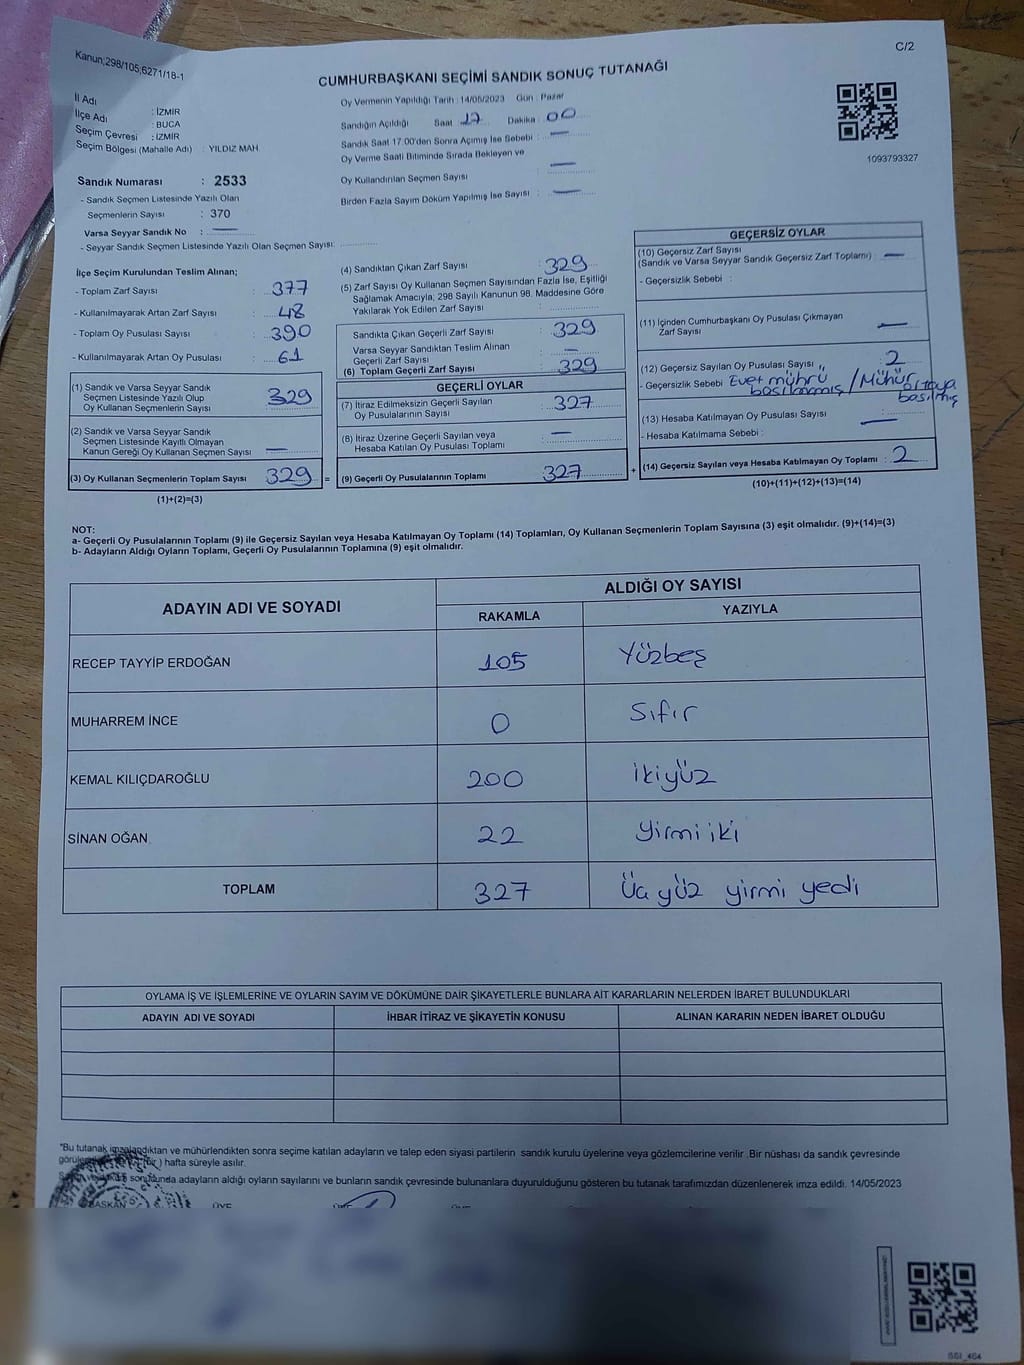 Kanun;298/105;6271/18-1
C/2
CUMHURBAŞKANI SEÇİMİ SANDIK SONUÇ TUTANAĞI
İl Adı : İZMİR
İlçe Adı : BUCA
Seçim Çevresi : İZMİR
Seçim Bölgesi (Mahalle Adı) : YILDIZ MAH.
Oy Vermenin Yapıldığı Tarih : 14/05/2023 Gün : Pazar
Sandığın Açıldığı Saat : 17 Dakika : 00
Sandık Saat 17:00'den Sonra Açımış İse Sebebi : —
Oy Verme Saati Bitiminde Sırada Bekleyen ve
Oy Kullandırılan Seçmen Sayısı : —
Birden Fazla Sayım Döküm Yapılmış İse Sayısı : —
1093793327
Sandık Numarası : 2533
- Sandık Seçmen Listesinde Yazılı Olan
Seçmenlerin Sayısı : 370
Varsa Seyyar Sandık No : —
- Seyyar Sandık Seçmen Listesinde Yazılı Olan Seçmen Sayısı:
İlçe Seçim Kurulundan Teslim Alınan;
- Toplam Zarf Sayısı : 377
- Kullanılmayarak Artan Zarf Sayısı : 48
- Toplam Oy Pusulası Sayısı : 390
- Kullanılmayarak Artan Oy Pusulası : 61
(1) Sandık ve Varsa Seyyar Sandık
Seçmen Listesinde Yazılı Olup
Oy Kullanan Seçmenlerin Sayısı : 329
(2) Sandık ve Varsa Seyyar Sandık
Seçmen Listesinde Kayıtlı Olmayan
Kanun Gereği Oy Kullanan Seçmen Sayısı : —
(3) Oy Kullanan Seçmenlerin Toplam Sayısı : 329 =
(1)+(2)=(3)
(4) Sandıktan Çıkan Zarf Sayısı : 329
(5) Zarf Sayısı Oy Kullanan Seçmen Sayısından Fazla İse, Eşitliği
Sağlamak Amacıyla, 298 Sayılı Kanunun 98. Maddesine Göre
Yakılarak Yok Edilen Zarf Sayısı :
Sandıkta Çıkan Geçerli Zarf Sayısı : 329
Varsa Seyyar Sandıktan Teslim Alınan
Geçerli Zarf Sayısı : —
(6) Toplam Geçerli Zarf Sayısı : 329
GEÇERLİ OYLAR
(7) İtiraz Edilmeksizin Geçerli Sayılan
Oy Pusulalarının Sayısı : 327
(8) İtiraz Üzerine Geçerli Sayılan veya
Hesaba Katılan Oy Pusulası Toplamı : —
(9) Geçerli Oy Pusulalarının Toplamı : 327 +
GEÇERSİZ OYLAR
(10) Geçersiz Zarf Sayısı
(Sandık ve Varsa Seyyar Sandık Geçersiz Zarf Toplamı) : —
- Geçersizlik Sebebi :
(11) İçinden Cumhurbaşkanı Oy Pusulası Çıkmayan
Zarf Sayısı : —
(12) Geçersiz Sayılan Oy Pusulası Sayısı : 2
- Geçersizlik Sebebi : Evet mührü basılmamış / Mühür ortaya basılmış
(13) Hesaba Katılmayan Oy Pusulası Sayısı : —
- Hesaba Katılmama Sebebi :
(14) Geçersiz Sayılan veya Hesaba Katılmayan Oy Toplamı : 2
(10)+(11)+(12)+(13)=(14)
NOT:
a- Geçerli Oy Pusulalarının Toplamı (9) ile Geçersiz Sayılan veya Hesaba Katılmayan Oy Toplamı (14) Toplamları, Oy Kullanan Seçmenlerin Toplam Sayısına (3) eşit olmalıdır. (9)+(14)=(3)
b- Adayların Aldığı Oyların Toplamı, Geçerli Oy Pusulalarının Toplamına (9) eşit olmalıdır.
ADAYIN ADI VE SOYADI ALDIĞI OY SAYISI
RAKAMLA YAZIYLA
RECEP TAYYİP ERDOĞAN 105 Yüzbeş
MUHARREM İNCE 0 Sıfır
KEMAL KILIÇDAROĞLU 200 ikiyüz
SİNAN OĞAN 22 yirmi iki
TOPLAM 327 Üç yüz yirmi yedi
OYLAMA İŞ VE İŞLEMLERİNE VE OYLARIN SAYIM VE DÖKÜMÜNE DAİR ŞİKAYETLERLE BUNLARA AİT KARARLARIN NELERDEN İBARET BULUNDUKLARI
ADAYIN ADI VE SOYADI İHBAR İTİRAZ VE ŞİKAYETİN KONUSU ALINAN KARARIN NEDEN İBARET OLDUĞU
*Bu tutanak imzalandıktan ve mühürlendikten sonra seçime katılan adayların ve talep eden siyasi partilerin sandık kurulu üyelerine veya gözlemcilerine verilir .Bir nüshası da sandık çevresinde
hafta süreyle asılır.
sonucunda adayların aldığı oyların sayılarını ve bunların sandık çevresinde bulunanlara duyurulduğunu gösteren bu tutanak tarafımızdan düzenlenerek imza edildi. 14/05/2023
BAŞKAN ÜYE ÜYE